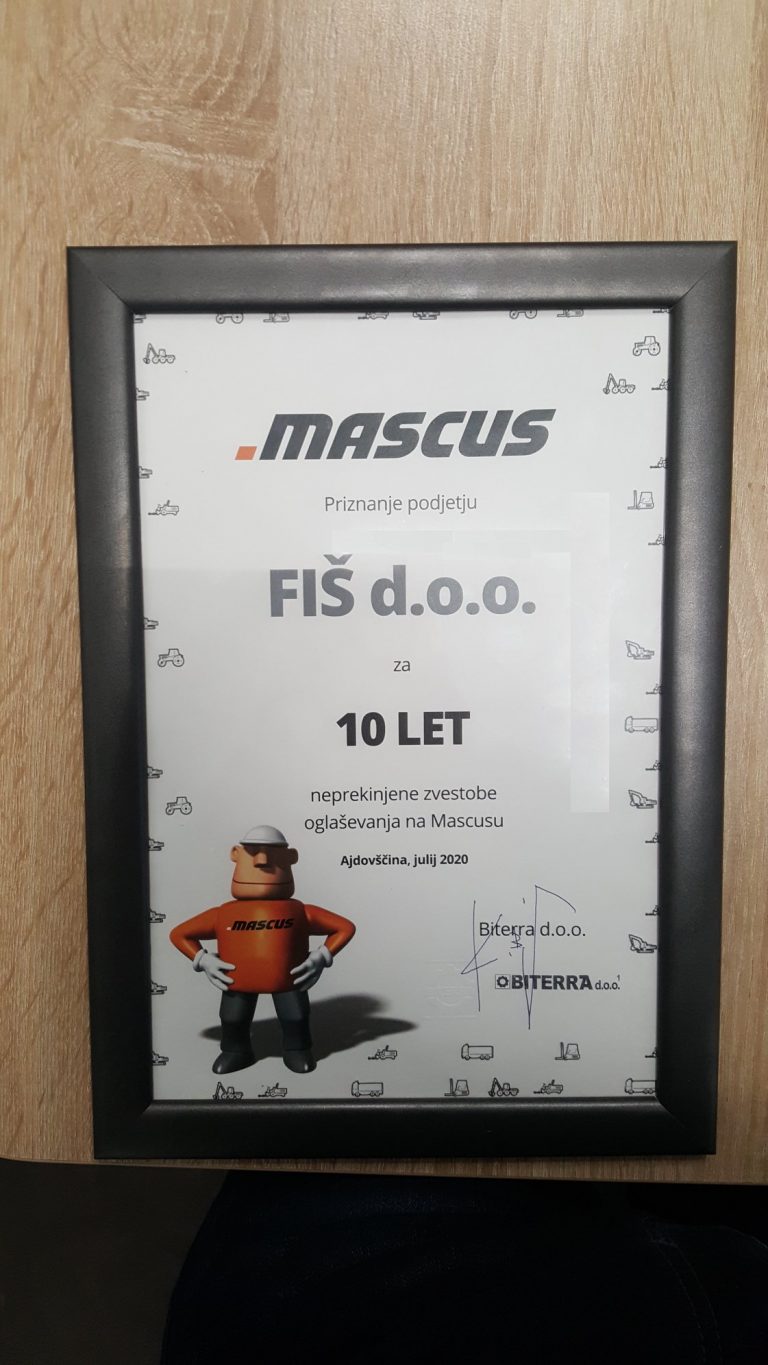 .MASCUS
Priznanje podjetju
FIŠ d.o.o.
za
10 LET
neprekinjene zvestobe
oglaševanja na Mascusu
Ajdovščina, julij 2020
.MASCUS
Biterra d.o.o.
BITERRA d.o.o.